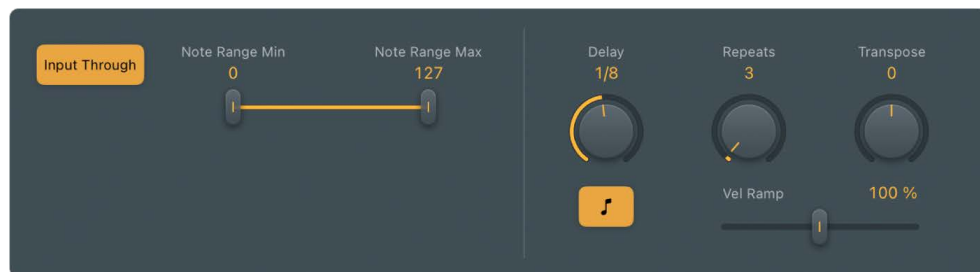 Input Through
Note Range Min
0
Note Range Max
127
Delay
1/8
Repeats
3
Transpose
0
Vel Ramp
100 %